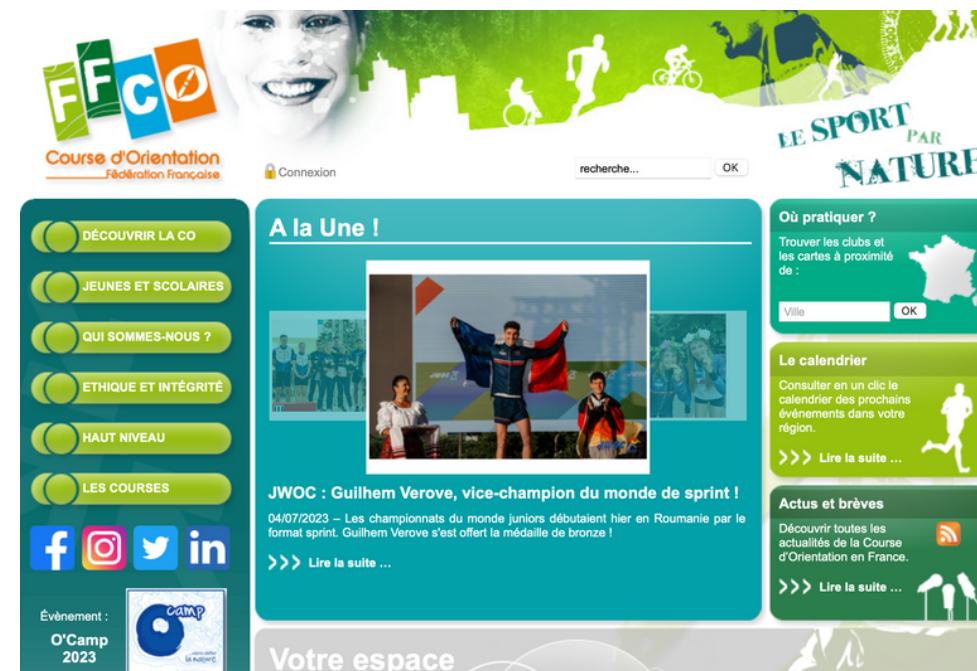 FFCO
Course d'Orientation
Fédération Française
Connexion
recherche...
OK
LE SPORT
PAR
NATURE
DÉCOUVRIR LA CO
JEUNES ET SCOLAIRES
QUI SOMMES-NOUS ?
ETHIQUE ET INTÉGRITÉ
HAUT NIVEAU
LES COURSES
Évènement :
O'Camp
2023
O camp
A la Une !
JWOC
JWOC : Guilhem Verove, vice-champion du monde de sprint !
04/07/2023 – Les championnats du monde juniors débutaient hier en Roumanie par le
format sprint. Guilhem Verove s'est offert la médaille de bronze !
Lire la suite ...
Votre espace
Où pratiquer ?
Trouver les clubs et
les cartes à proximité
de :
Ville
OK
Le calendrier
Consulter en un clic le
calendrier des prochains
événements dans votre
région.
Lire la suite ...
Actus et brèves
Découvrir toutes les
actualités de la Course
d'Orientation en France.
Lire la suite ...